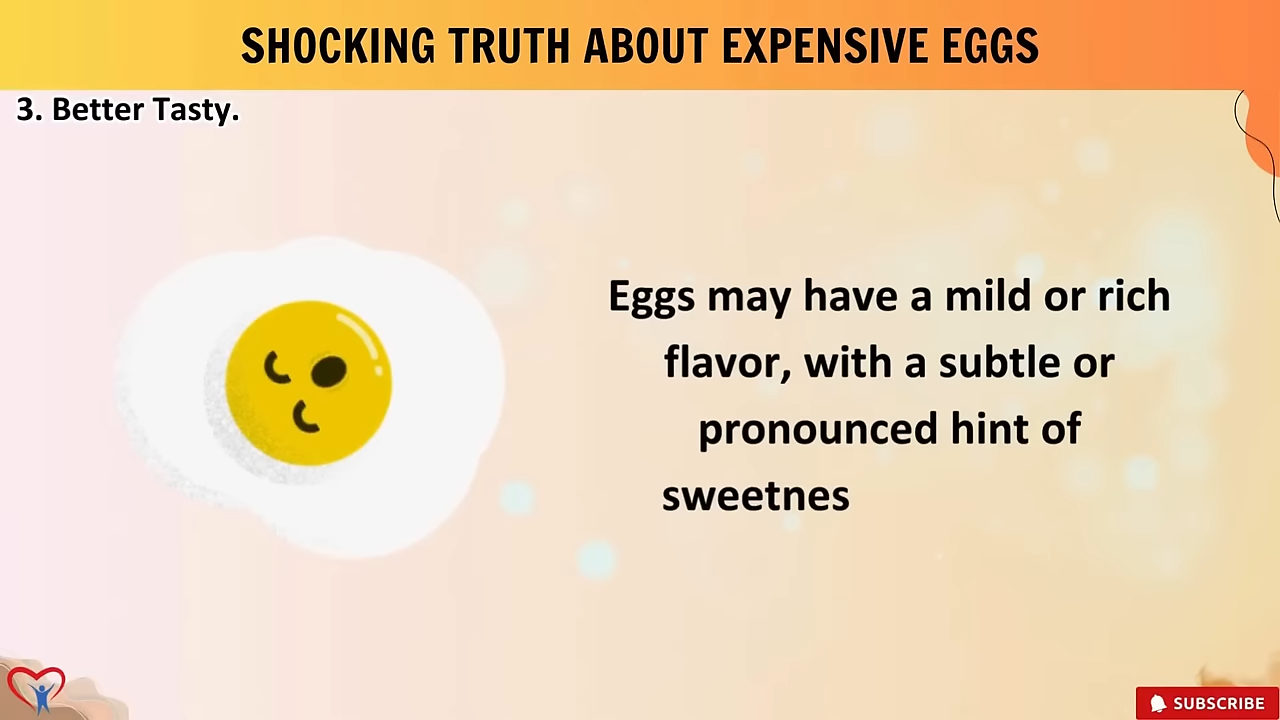 SHOCKING TRUTH ABOUT EXPENSIVE EGGS
3. Better Tasty.
Eggs may have a mild or rich
flavor, with a subtle or
pronounced hint of
sweetnes
SUBSCRIBE